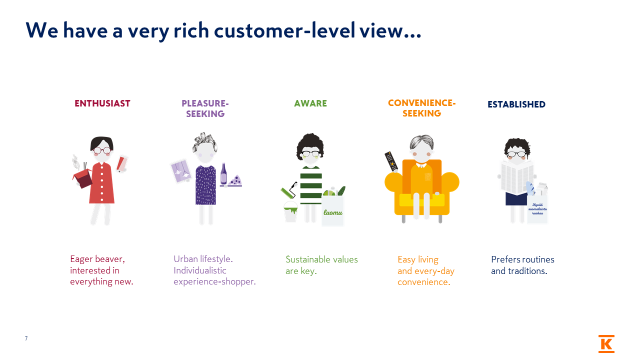 We have a very rich customer-level view...
ENTHUSIAST
PLEASURE-
SEEKING
AWARE
CONVENIENCE-
SEEKING
ESTABLISHED
luomu
Eager beaver,
interested in
everything new.
Urban lifestyle.
Individualistic
experience-shopper.
Sustainable values
are key.
Easy living
and every-day
convenience.
Prefers routines
and traditions.
7
K